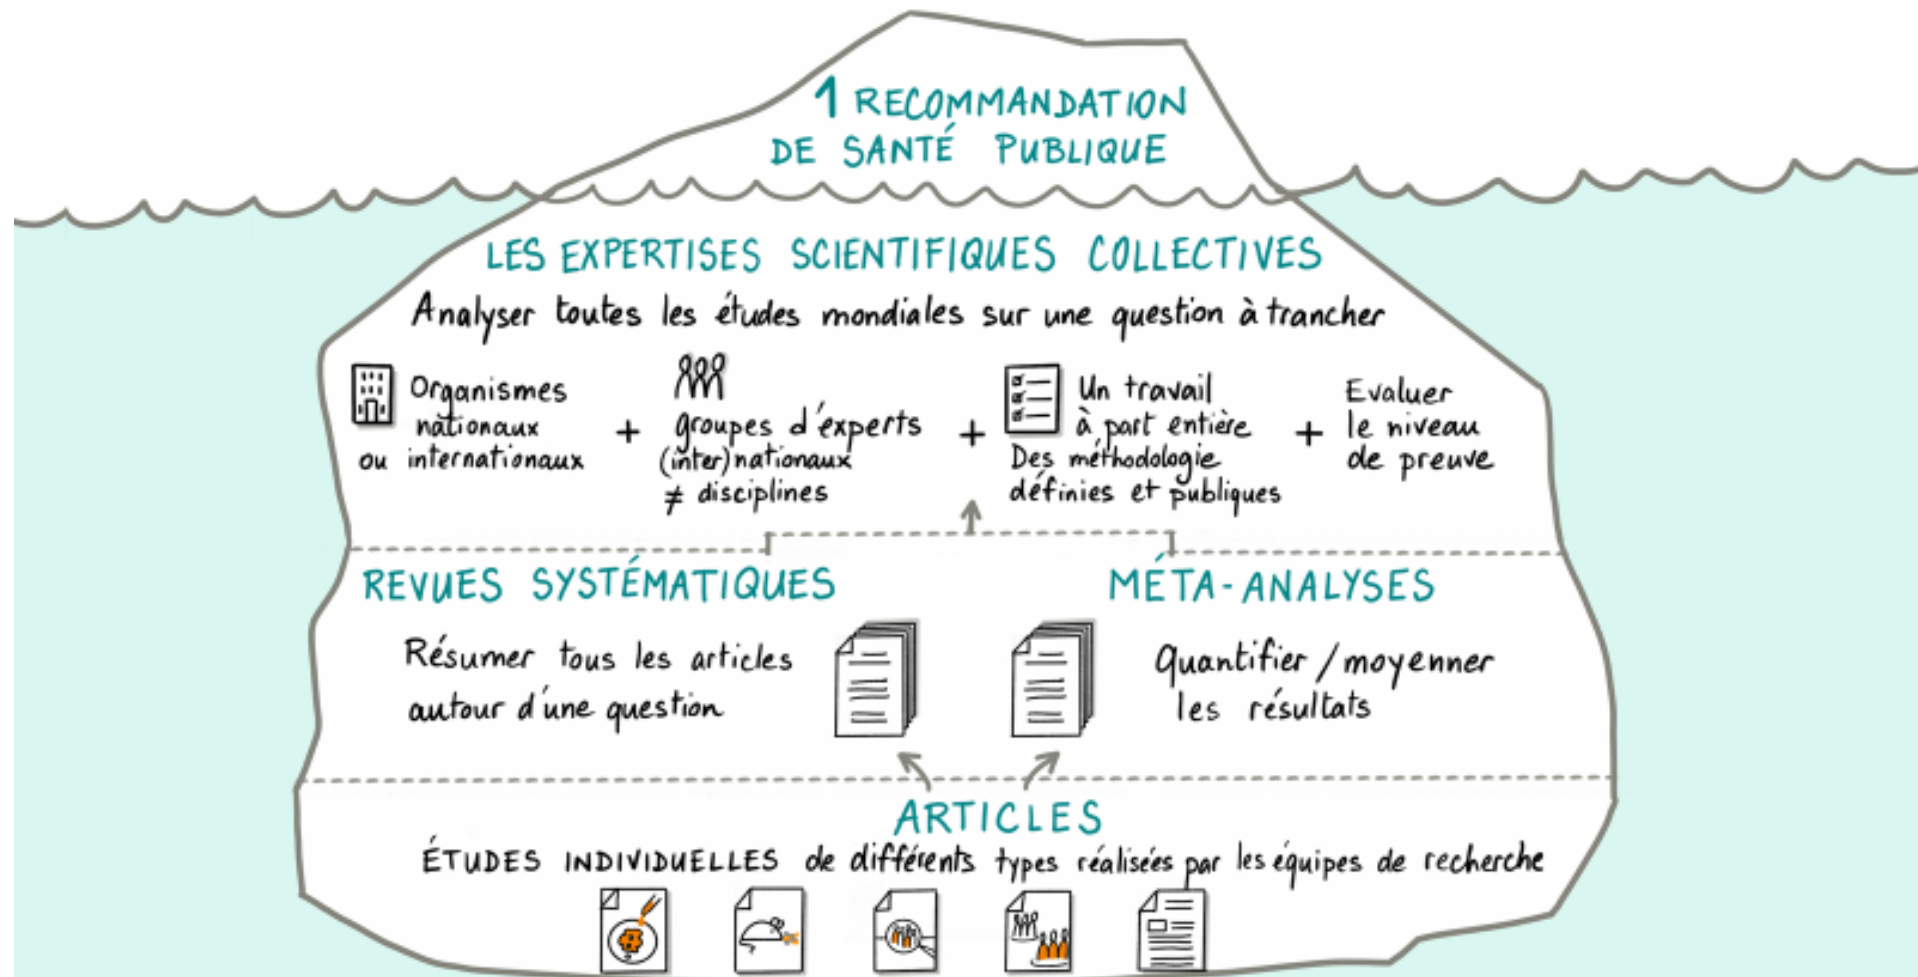 1 RECOMMANDATION
DE SANTÉ PUBLIQUE
LES EXPERTISES SCIENTIFIQUES COLLECTIVES
Analyser toutes les études mondiales sur une question à trancher
Organismes
nationaux
ou internationaux
+
groupes d'experts
(inter)nationaux
≠ disciplines
+
Un travail
à part entière
Des méthodologie
définies et publiques
+
Evaluer
le niveau
de preuve
REVUES SYSTÉMATIQUES
Résumer tous les articles
autour d'une question
MÉTA-ANALYSES
Quantifier / moyenner
les résultats
ARTICLES
ÉTUDES INDIVIDUELLES de différents types réalisées par les équipes de recherche